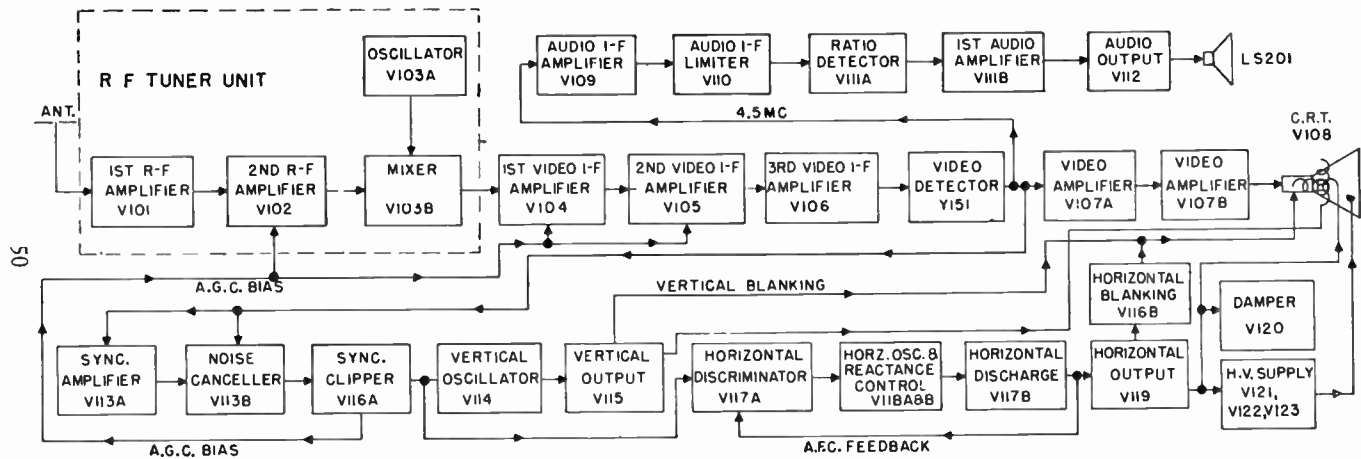 R F TUNER UNIT
OSCILLATOR
V103A
ANT.
1ST R-F
AMPLIFIER
V101
2ND R-F
AMPLIFIER
V102
MIXER
V103B
AUDIO I-F
AMPLIFIER
V109
AUDIO I-F
LIMITER
V110
RATIO
DETECTOR
V111A
1ST AUDIO
AMPLIFIER
V111B
AUDIO
OUTPUT
V112
LS201
4.5MC
1ST VIDEO I-F
AMPLIFIER
V104
2ND VIDEO I-F
AMPLIFIER
V105
3RD VIDEO I-F
AMPLIFIER
V106
VIDEO
DETECTOR
Y151
VIDEO
AMPLIFIER
V107A
VIDEO
AMPLIFIER
V107B
C.R.T.
V108
50
A.G.C. BIAS
VERTICAL BLANKING
HORIZONTAL
BLANKING
V116B
DAMPER
V120
SYNC.
AMPLIFIER
V113A
NOISE
CANCELLER
V113B
SYNC.
CLIPPER
V116A
VERTICAL
OSCILLATOR
V114
VERTICAL
OUTPUT
V115
HORIZONTAL
DISCRIMINATOR
V117A
HORZ. OSC. &
REACTANCE
CONTROL
V118A&B
HORIZONTAL
DISCHARGE
V117B
HORIZONTAL
OUTPUT
V119
H.V. SUPPLY
V121,
V122,V123
A.G.C. BIAS
A.F.C. FEEDBACK